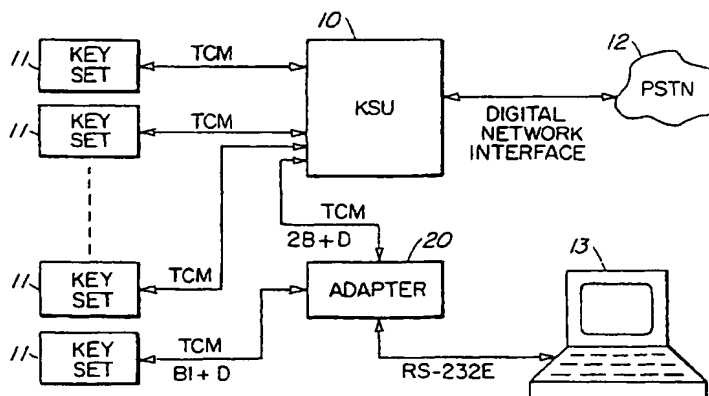 10
12
11
KEY
SET
TCM
KSU
PSTN
11
KEY
SET
TCM
DIGITAL
NETWORK
INTERFACE
TCM
2B+D
20
13
11
KEY
SET
TCM
ADAPTER
11
KEY
SET
TCM
B1+D
RS-232E